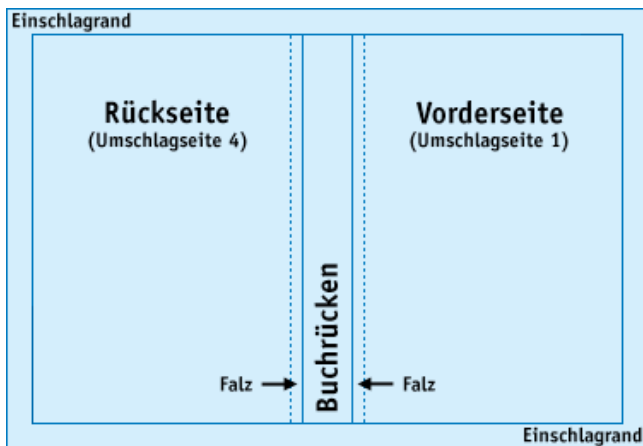 Einschlagrand
Rückseite
(Umschlagseite 4)
Vorderseite
(Umschlagseite 1)
Buchrücken
Falz
Falz
Einschlagrand